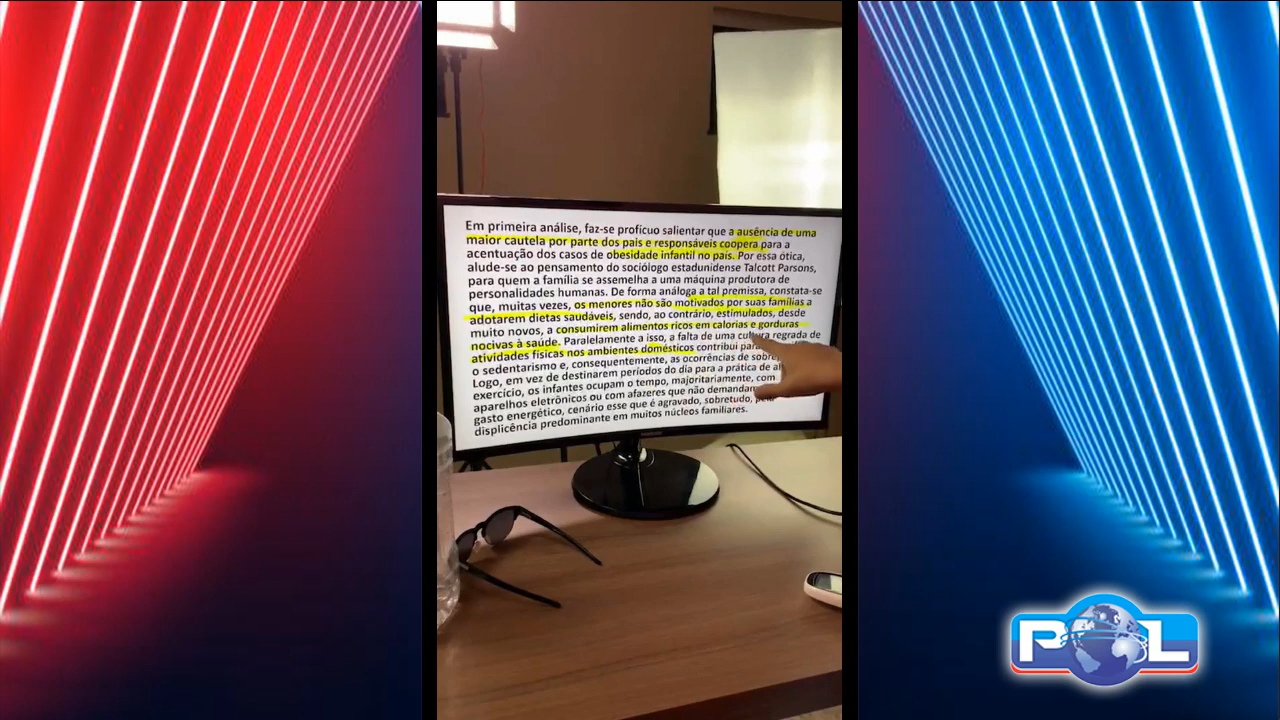 Em primeira análise, faz-se profícuo salientar que a ausência de uma
maior cautela por parte dos pais e responsáveis coopera para a
acentuação dos casos de obesidade infantil no país. Por essa ótica,
alude-se ao pensamento do sociólogo estadunidense Talcott Parsons,
para quem a família se assemelha a uma máquina produtora de
personalidades humanas. De forma análoga a tal premissa, constata-se
que, muitas vezes, os menores não são motivados por suas famílias a
adotarem dietas saudáveis, sendo, ao contrário, estimulados, desde
muito novos, a consumirem alimentos ricos em calorias e gorduras
nocivas à saúde. Paralelamente a isso, a falta de uma cultura regrada de
atividades físicas nos ambientes domésticos contribui
o sedentarismo e, consequentemente, as ocorrências de
Logo, em vez de destinarem períodos do dia para a prática de
exercício, os infantes ocupam o tempo, majoritariamente, com
aparelhos eletrônicos ou com afazeres que não
gasto energético, cenário esse que é agravado, sobretudo,
displicência predominante em muitos núcleos familiares.
POL